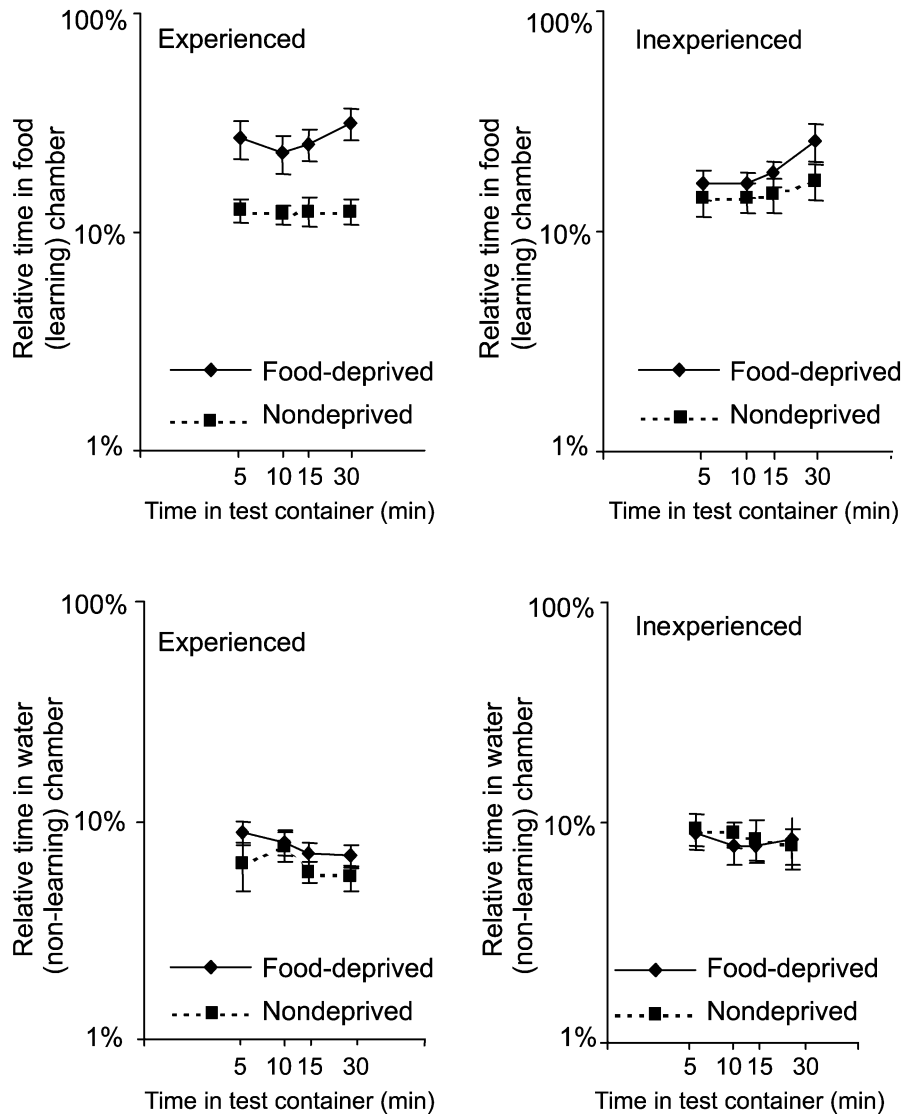 100%
Experienced
Relative time in food
(learning) chamber
10%
Food-deprived
Nondeprived
1%
5 10 15 30
Time in test container (min)
100%
Inexperienced
Relative time in food
(learning) chamber
10%
Food-deprived
Nondeprived
1%
5 10 15 30
Time in test container (min)
100%
Experienced
Relative time in water
(non-learning) chamber
10%
Food-deprived
Nondeprived
1%
5 10 15 30
Time in test container (min)
100%
Inexperienced
Relative time in water
(non-learning) chamber
10%
Food-deprived
Nondeprived
1%
5 10 15 30
Time in test container (min)